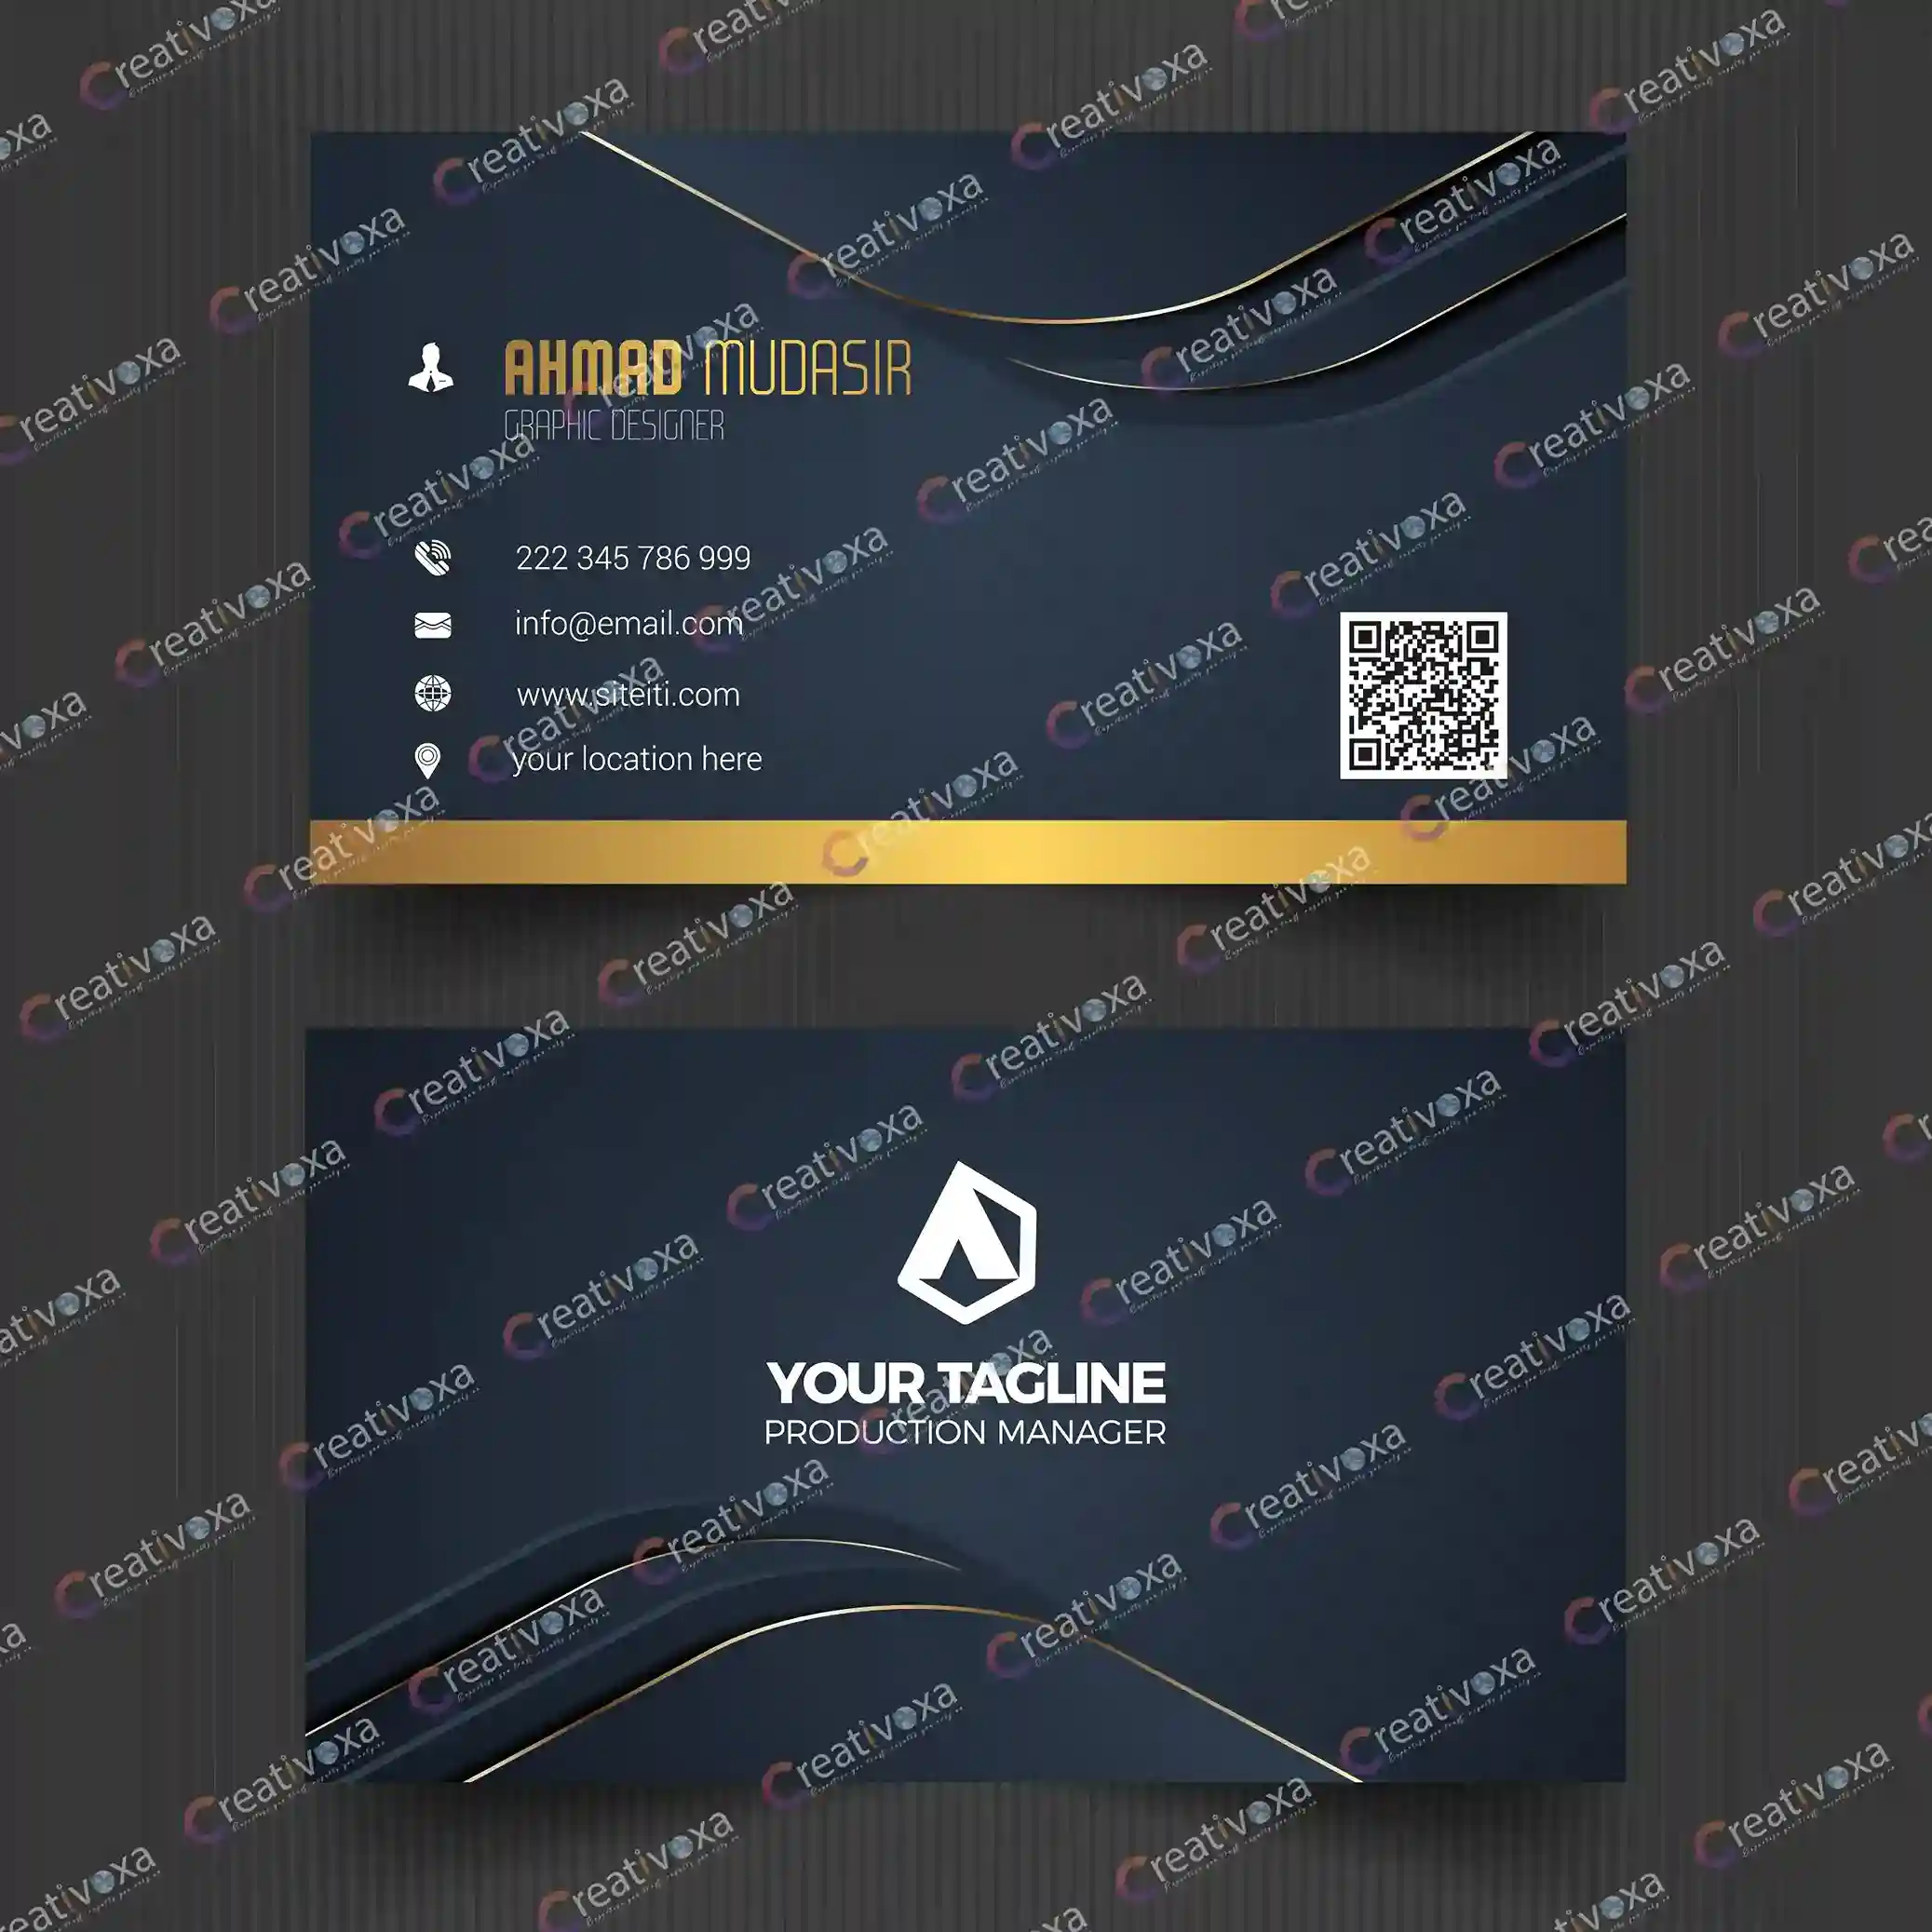 AHMAD MUDASIR
GRAPHIC DESIGNER
222 345 786 999
info@email.com
www.siteiti.com
your location here
YOUR TAGLINE
PRODUCTION MANAGER
Creativoxa